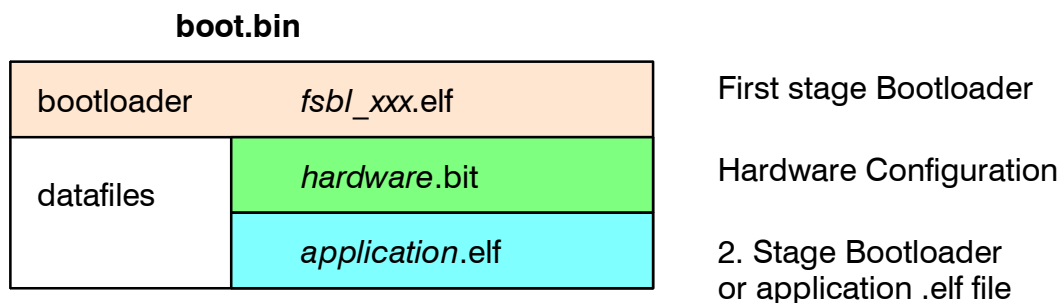 boot.bin
bootloader fsbl_xxx.elf First stage Bootloader
datafiles hardware.bit Hardware Configuration
application.elf 2. Stage Bootloader
or application .elf file